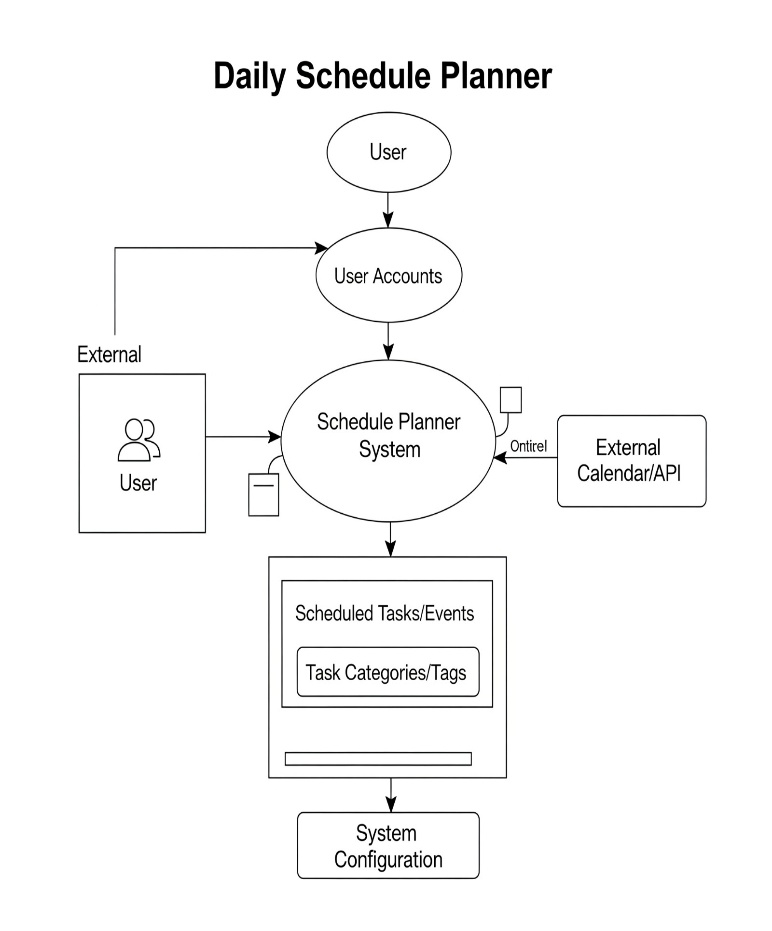 Daily Schedule Planner
User
User Accounts
External
User
Schedule Planner
System
Ontirel
External
Calendar/API
Scheduled Tasks/Events
Task Categories/Tags
System
Configuration